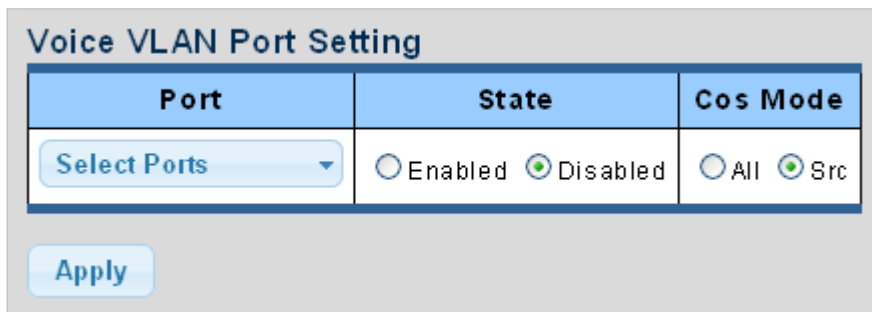 Voice VLAN Port Setting
Port State Cos Mode
Select Ports Enabled Disabled All Src
Apply